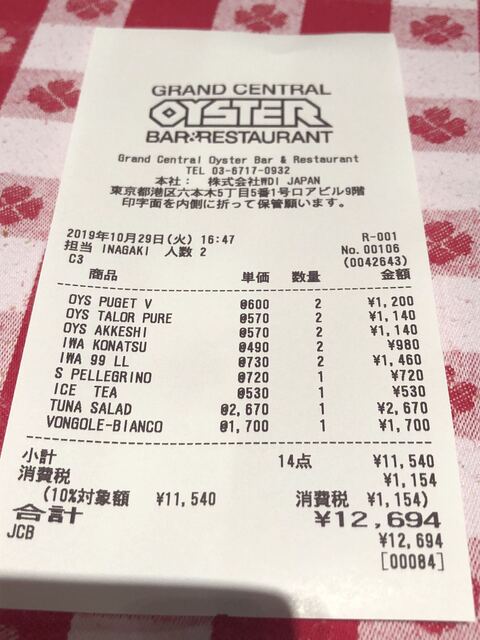 GRAND CENTRAL
OYSTER
BAR&RESTAURANT
Grand Central Oyster Bar & Restaurant
TEL 03-6717-0932
本社: 株式会社WDI JAPAN
東京都港区六本木5丁目5番1号ロアビル9階
印字面を内側に折って保管願います。
2019年10月29日(火) 16:47 R-001
担当 INAGAKI 人数 2 No.00106
C3 (0042643)
商品 単価 数量 金額
OYS PUGET V @600 2 ¥1,200
OYS TALOR PURE @570 2 ¥1,140
OYS AKKESHI @570 2 ¥1,140
IWA KONATSU @490 2 ¥980
IWA 99 LL @730 2 ¥1,460
S PELLEGRINO @720 1 ¥720
ICE TEA @530 1 ¥530
TUNA SALAD @2,670 1 ¥2,670
VONGOLE-BIANCO @1,700 1 ¥1,700
小計 14点 ¥11,540
消費税 ¥1,154
(10%対象額 ¥11,540 消費税 ¥1,154)
合計 ¥12,694
JCB ¥12,694
[00084]